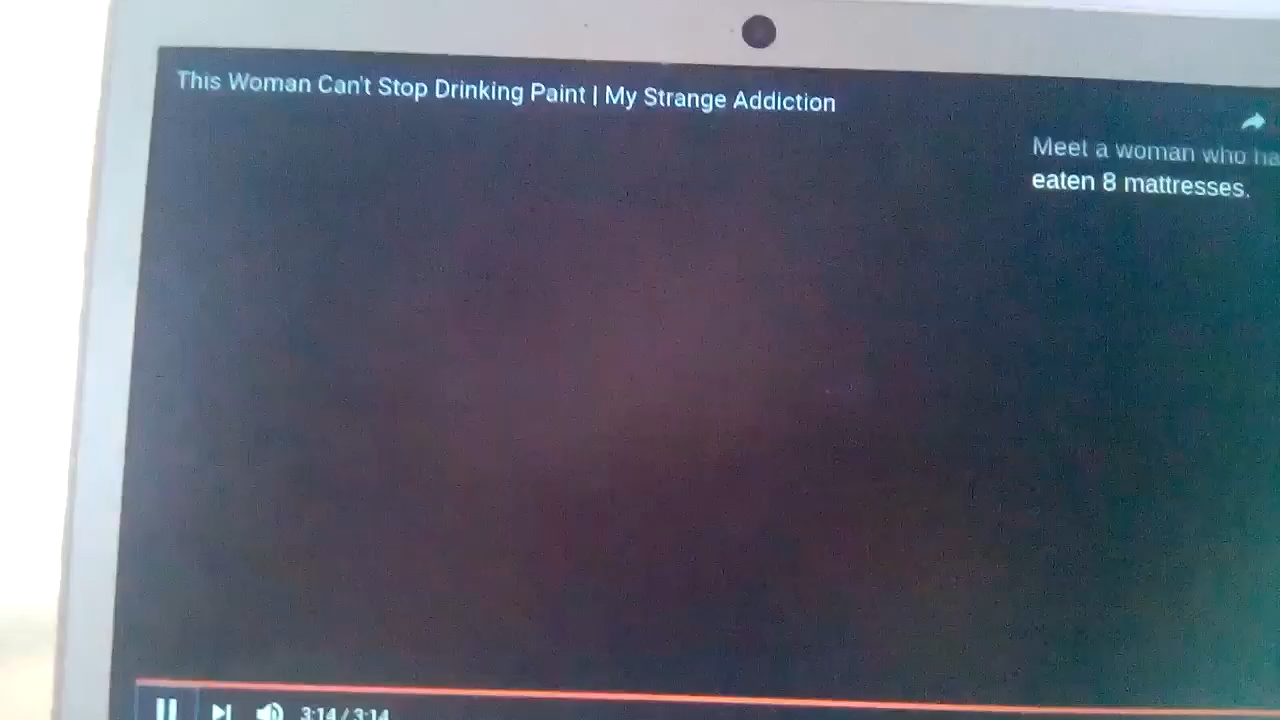 This Woman Can't Stop Drinking Paint | My Strange Addiction
Meet a woman who
eaten 8 mattresses.
3:14 / 3:14